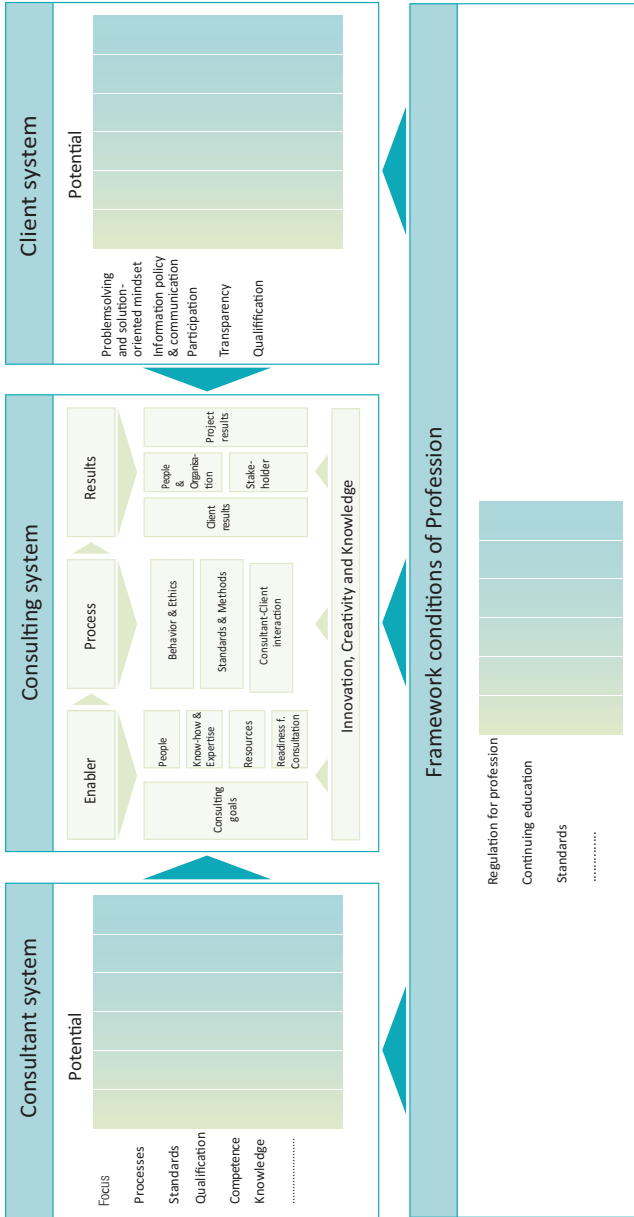 Consultant system
Potential
Focus
Processes
Standards
Qualification
Competence
Knowledge
....................
Consulting system
Enabler
Process
Results
Consulting
goals
People
Know-how &
Expertise
Resources
Readiness f.
Consultation
Behavior & Ethics
Standards & Methods
Consultant-Client
interaction
Client
results
People
&
Organisa-
tion
Stake-
holder
Project
results
Innovation, Creativity and Knowledge
Client system
Potential
Problemsolving
and solution-
oriented mindset
Information policy
& communication
Participation
Transparency
Qualiffification
Framework conditions of Profession
Regulation for profession
Continuing education
Standards
..............